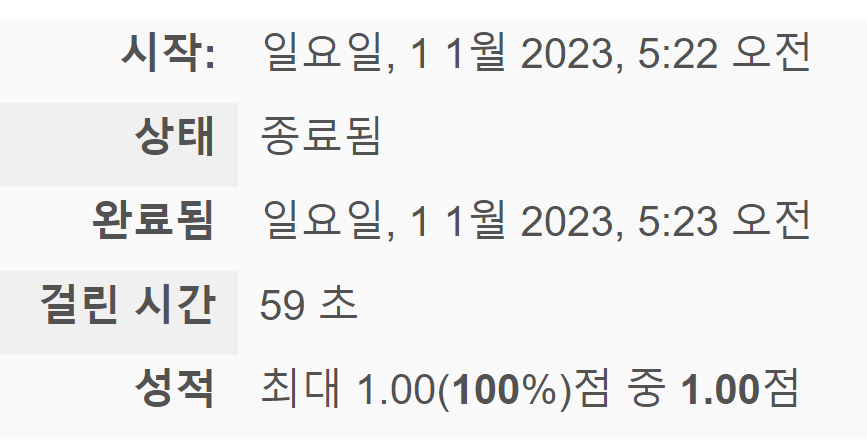 시작: 일요일, 1 1월 2023, 5:22 오전
상태 종료됨
완료됨 일요일, 1 1월 2023, 5:23 오전
걸린 시간 59 초
성적 최대 1.00(100%)점 중 1.00점